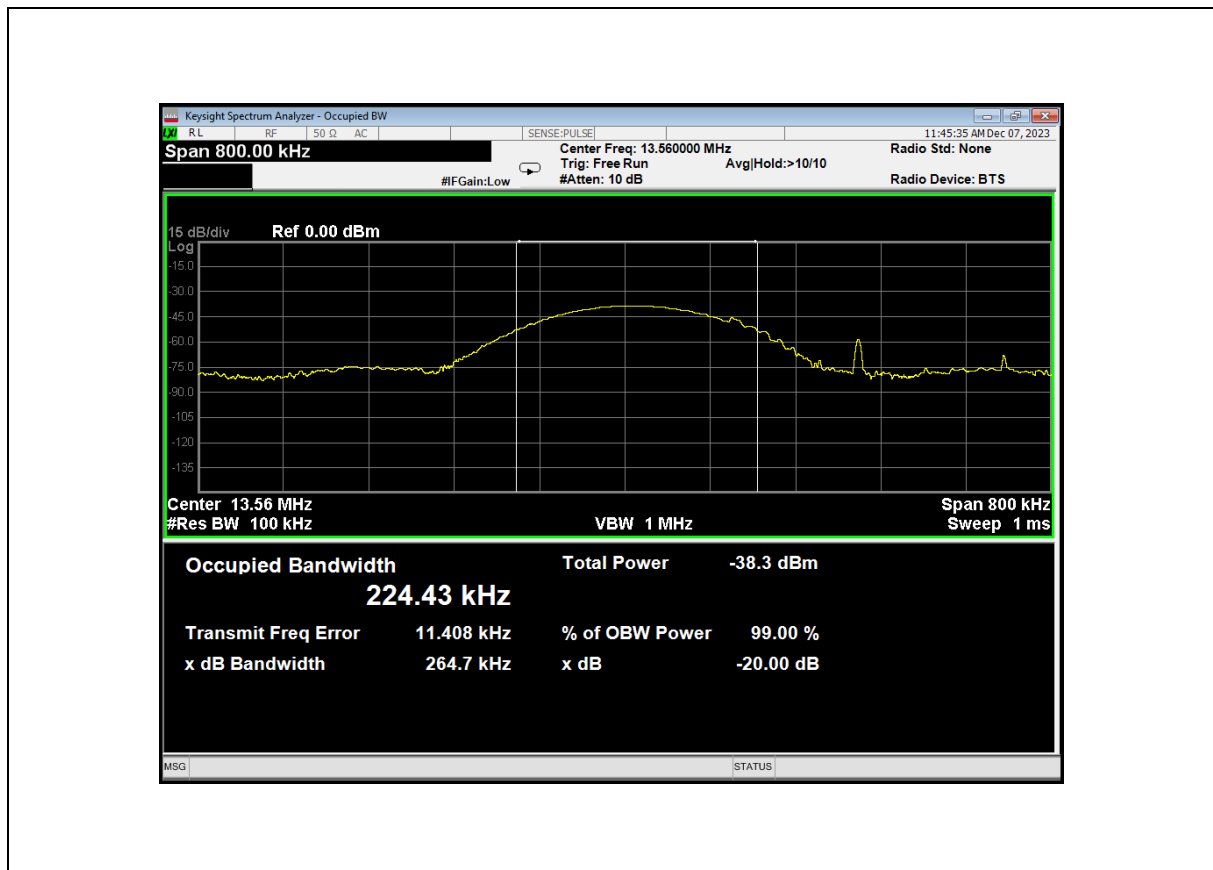 Keysight Spectrum Analyzer - Occupied BW
LXI RL RF 50 Ω AC SENSE:PULSE 11:45:35 AM Dec 07, 2023
Span 800.00 kHz Center Freq: 13.560000 MHz Radio Std: None
Trig: Free Run Avg|Hold:>10/10
#IFGain:Low #Atten: 10 dB Radio Device: BTS
15 dB/div Ref 0.00 dBm
Log
-15.0
-30.0
-45.0
-60.0
-75.0
-90.0
-105
-120
-135
Center 13.56 MHz Span 800 kHz
#Res BW 100 kHz VBW 1 MHz Sweep 1 ms
Occupied Bandwidth Total Power -38.3 dBm
224.43 kHz
Transmit Freq Error 11.408 kHz % of OBW Power 99.00 %
x dB Bandwidth 264.7 kHz x dB -20.00 dB
MSG STATUS